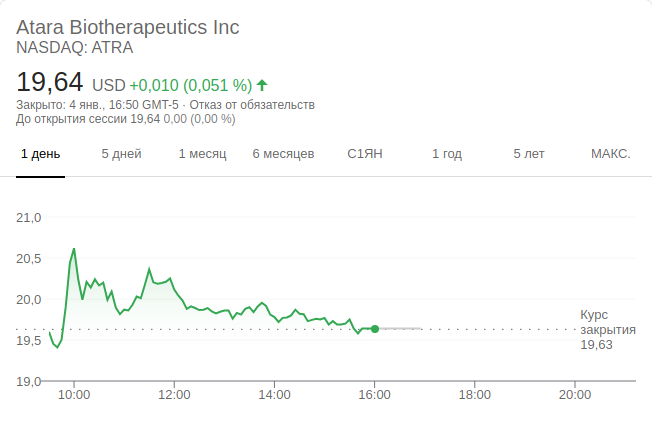 Atara Biotherapeutics Inc
NASDAQ: ATRA
19,64 USD +0,010 (0,051 %)
Закрыто: 4 янв., 16:50 GMT-5 · Отказ от обязательств
До открытия сессии 19,64 0,00 (0,00 %)
1 день 5 дней 1 месяц 6 месяцев С1ЯН 1 год 5 лет МАКС.
21,0
20,5
20,0
19,5
19,0
Курс
закрытия
19,63
10:00 12:00 14:00 16:00 18:00 20:00